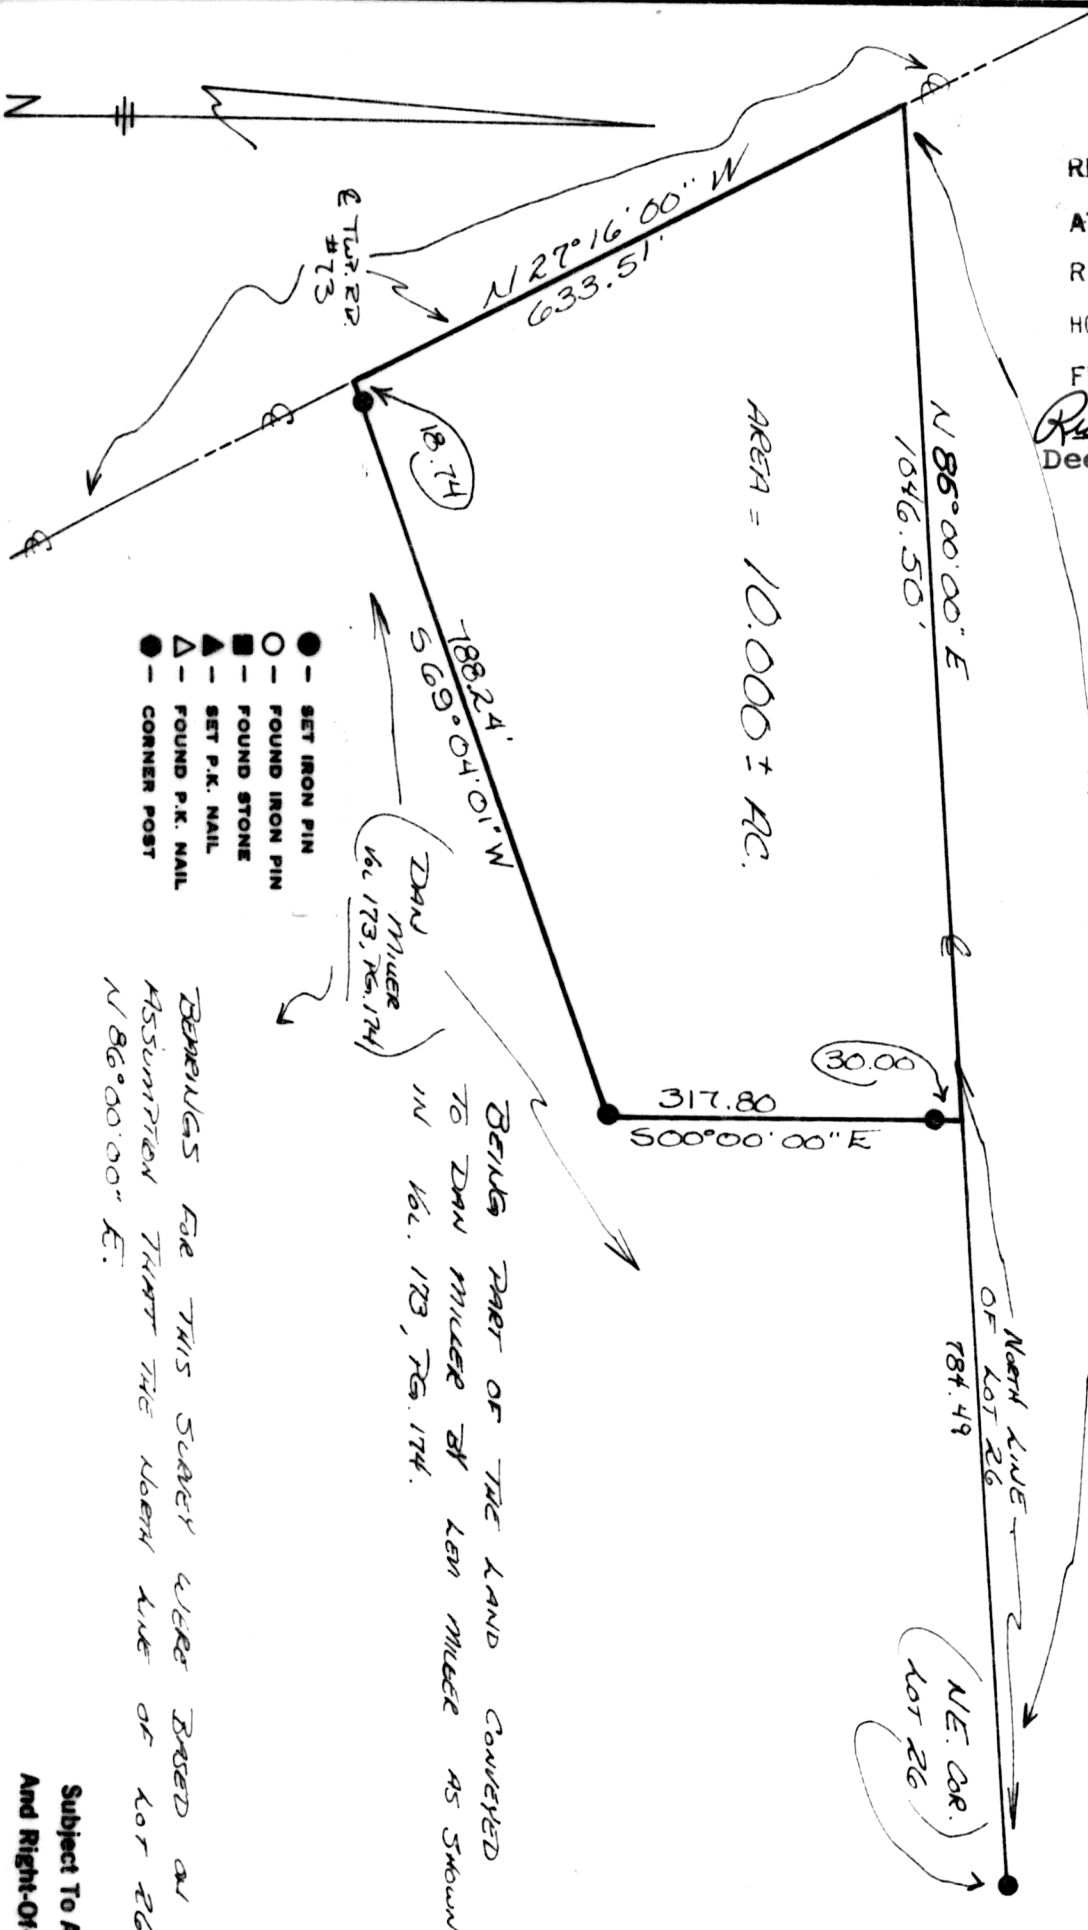 N
℄
℄ TWP. RD.
#73
N 27°16'00" W
633.51'
N 86°00'00" E
1046.50'
AREA = 10.000 ± AC.
18.74
℄
℄
788.24'
S 69°04'01" W
DAN
MILLER
VOL 173, PG. 174
℄
30.00
317.80
S00°00'00" E
NORTH LINE
OF LOT 26
784.49
N.E. COR.
LOT 26
● - SET IRON PIN
○ - FOUND IRON PIN
■ - FOUND STONE
▲ - SET P.K. NAIL
△ - FOUND P.K. NAIL
⬢ - CORNER POST
BEING PART OF THE LAND CONVEYED
TO DAN MILLER BY LEVI MILLER AS SHOWN
IN VOL. 173, PG. 174.
BEARINGS FOR THIS SURVEY WERE BASED ON
ASSUMPTION THAT THE NORTH LINE OF LOT 26
N 86°00'00" E.
Subject To
And Right-Of
R
A
R
H
F
Dee